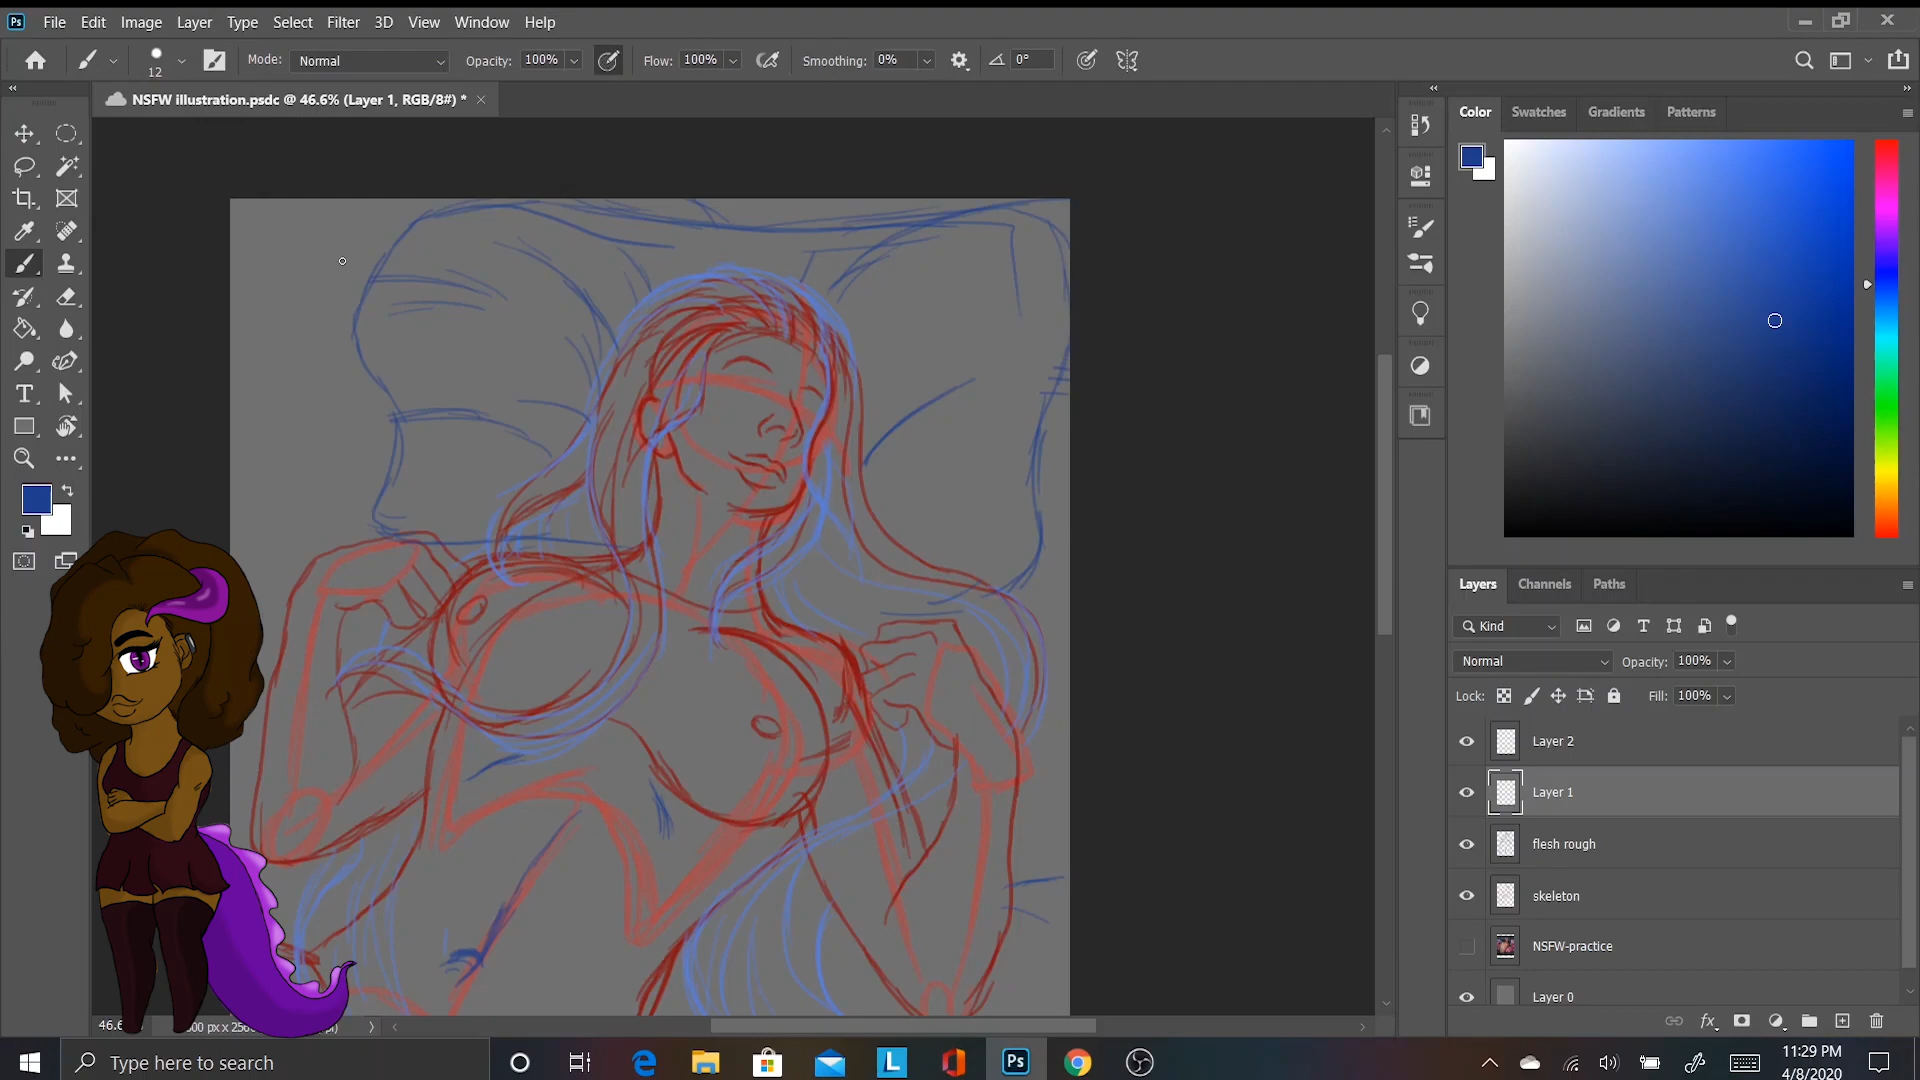 Ps File Edit Image Layer Type Select Filter 3D View Window Help
12 Mode: Normal Opacity: 100% Flow: 100% Smoothing: 0% 0°
NSFW illustration.psdc @ 46.6% (Layer 1, RGB/8#) *
Color Swatches Gradients Patterns
Layers Channels Paths
Kind
Normal Opacity: 100%
Lock: Fill: 100%
Layer 2
Layer 1
flesh rough
skeleton
NSFW-practice
Layer 0
Type here to search
11:29 PM
4/8/2020